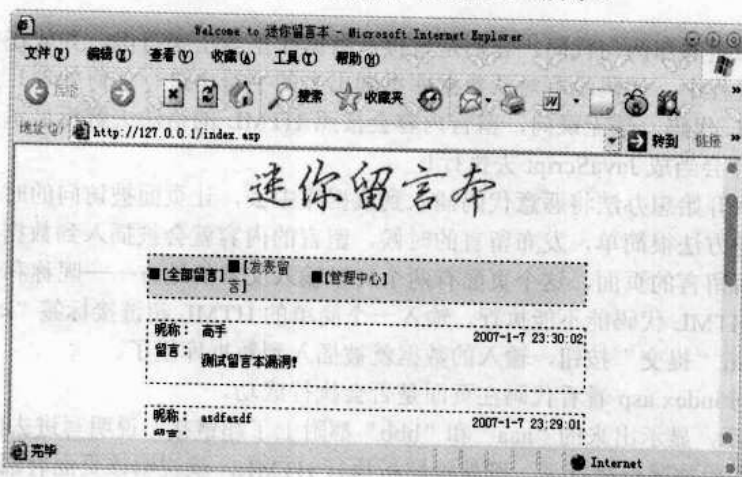 Welcome to 迷你留言本 - Microsoft Internet Explorer
文件(F) 编辑(E) 查看(V) 收藏(A) 工具(T) 帮助(H)
后退 搜索 收藏夹
地址(D) http://127.0.0.1/index.asp 转到 链接 »
迷你留言本
■[全部留言] ■[发表留言] ■[管理中心]
昵称: 高手 2007-1-7 23:30:02
留言:
测试留言本漏洞!
昵称: asdfasdf 2007-1-7 23:29:01
留言:
完毕 Internet